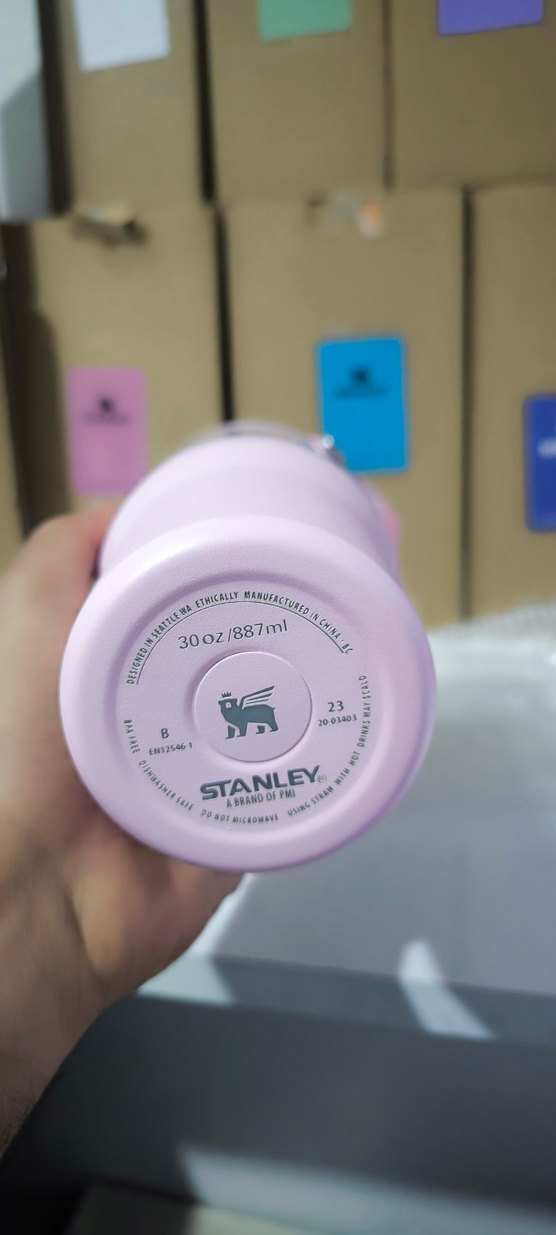 DESIGNED IN SEATTLE WA ETHICALLY MANUFACTURED IN CHINA · BC
30 oz /887ml
B
EN12546-1
23
20-03403
STANLEY®
A BRAND OF PMI
BPA FREE DISHWASHER SAFE DO NOT MICROWAVE USING STRAW WITH HOT DRINKS MAY SCALD